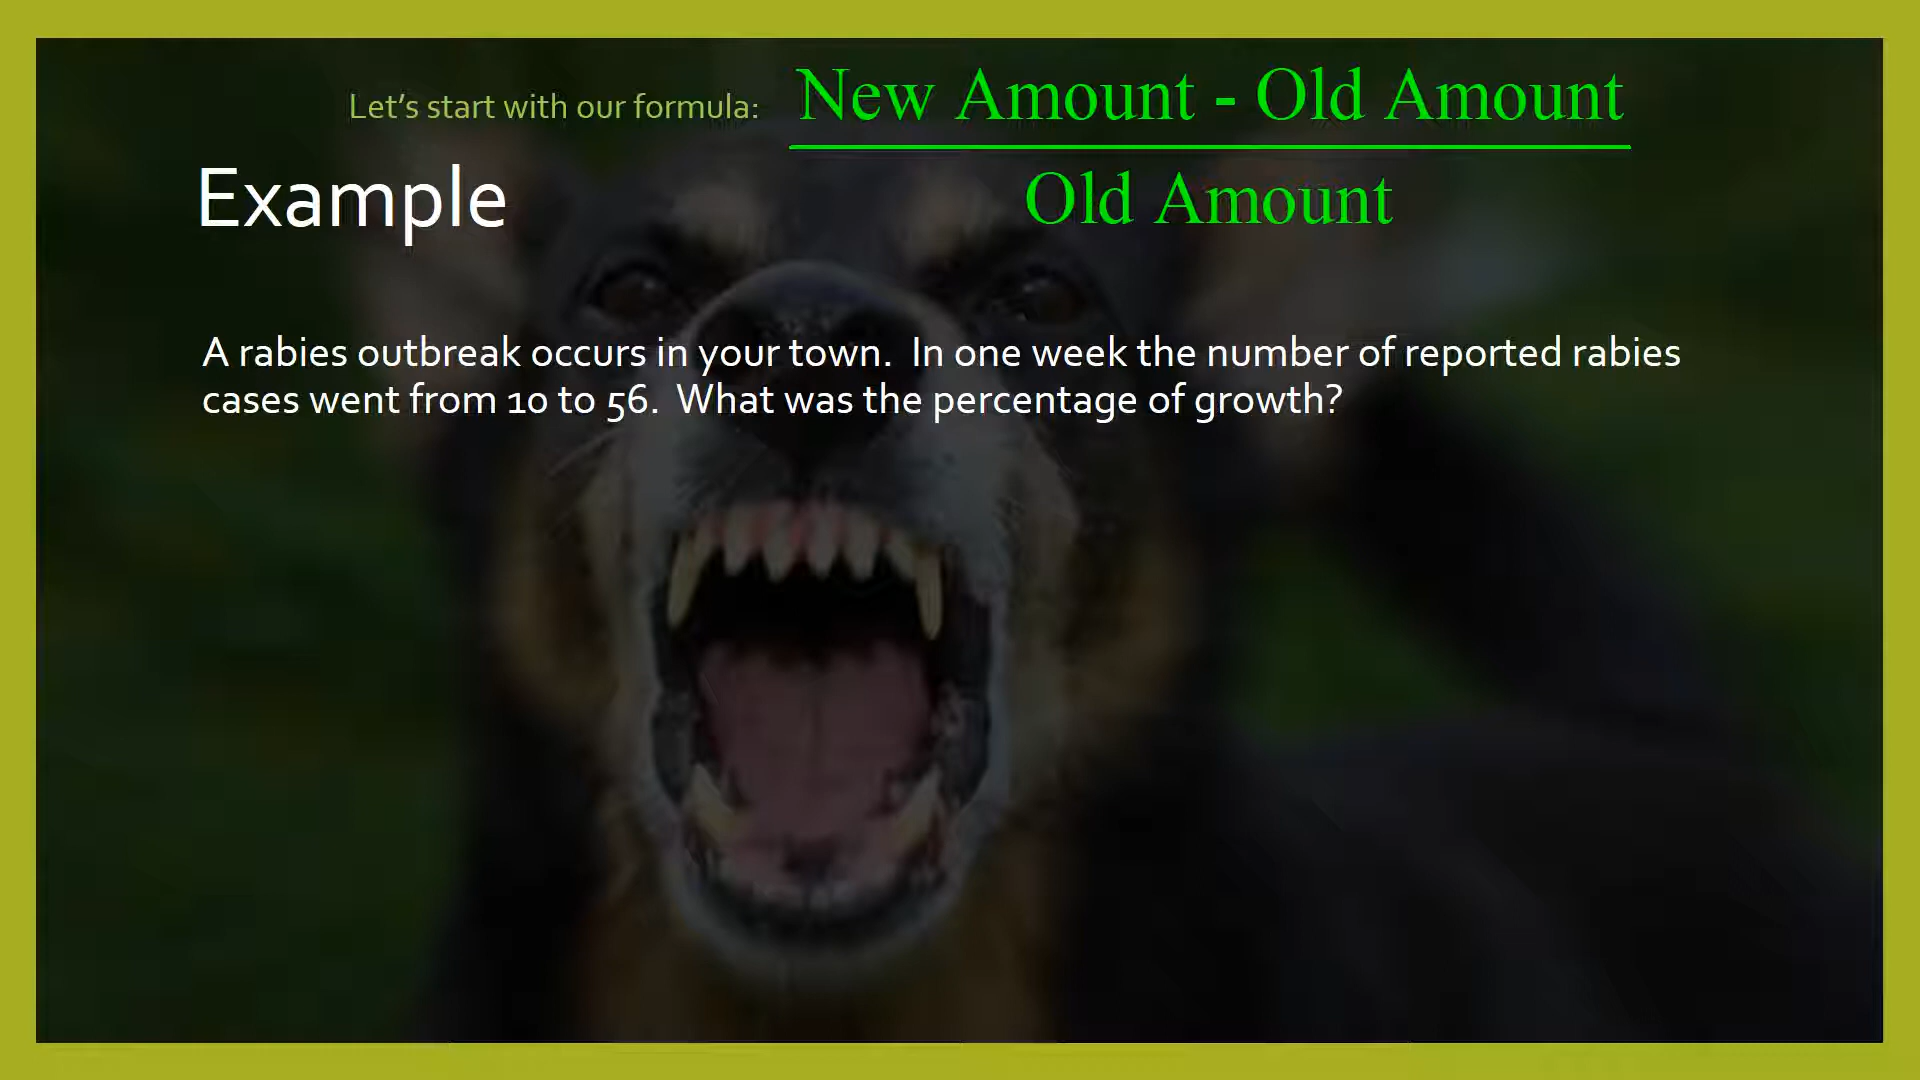 Let’s start with our formula:
New Amount - Old Amount
Old Amount
Example
A rabies outbreak occurs in your town.  In one week the number of reported rabies
cases went from 10 to 56.  What was the percentage of growth?